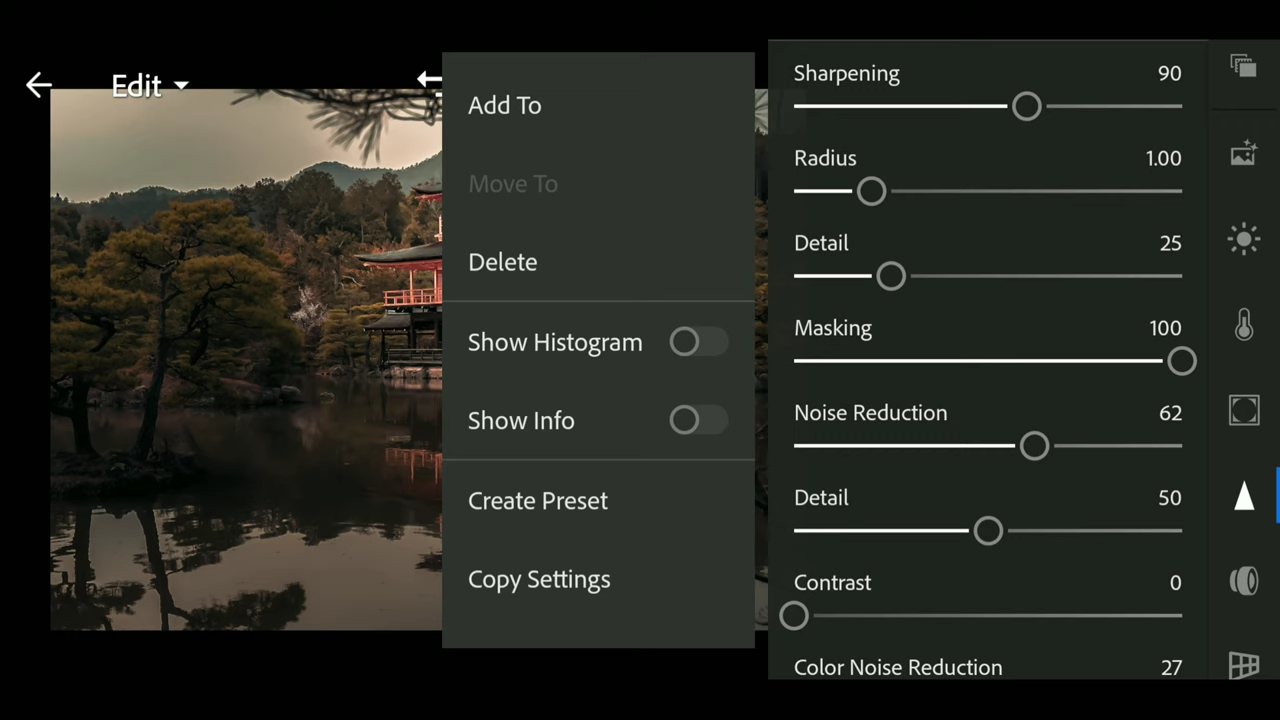 Edit
Add To
Move To
Delete
Show Histogram
Show Info
Create Preset
Copy Settings
Sharpening 90
Radius 1.00
Detail 25
Masking 100
Noise Reduction 62
Detail 50
Contrast 0
Color Noise Reduction 27